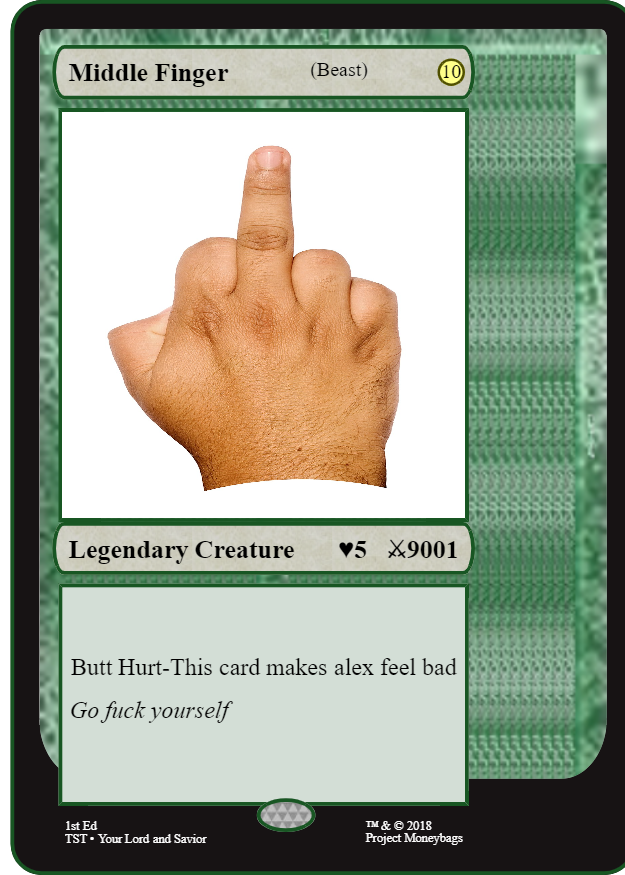 Middle Finger (Beast) 10
Legendary Creature ♥5 ⚔9001
Butt Hurt-This card makes alex feel bad
Go fuck yourself
1st Ed
TST • Your Lord and Savior
™ & © 2018
Project Moneybags